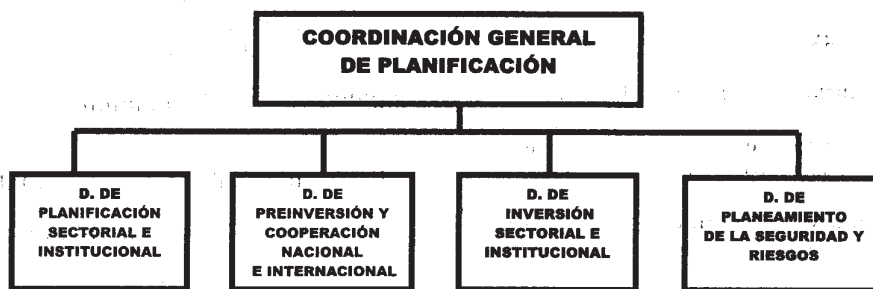 COORDINACIÓN GENERAL
DE PLANIFICACIÓN
D. DE
PLANIFICACIÓN
SECTORIAL E
INSTITUCIONAL
D. DE
PREINVERSIÓN Y
COOPERACIÓN
NACIONAL
E INTERNACIONAL
D. DE
INVERSIÓN
SECTORIAL E
INSTITUCIONAL
D. DE
PLANEAMIENTO
DE LA SEGURIDAD Y
RIESGOS